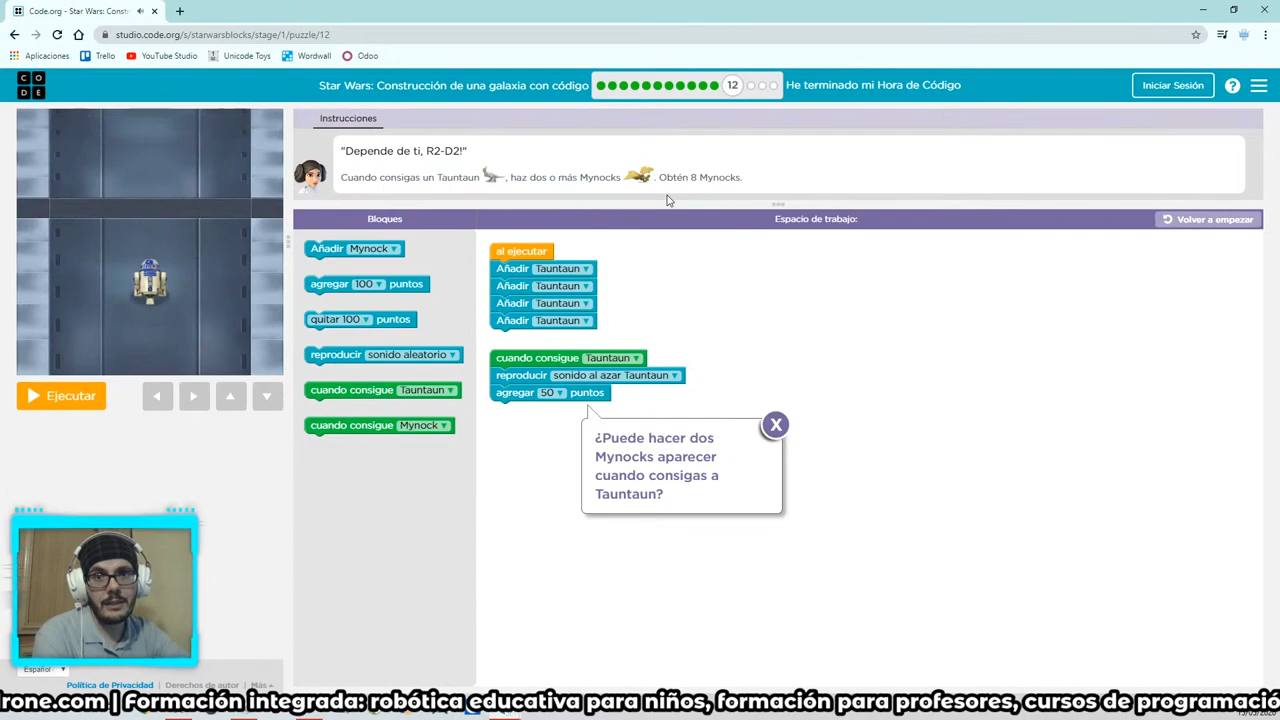 Code.org - Star Wars: Constr
studio.code.org/s/starwarsblocks/stage/1/puzzle/12
Aplicaciones
Trello
YouTube Studio
Unicode Toys
Wordwall
Odoo
C O
D E
Star Wars: Construcción de una galaxia con código
12
He terminado mi Hora de Código
Iniciar Sesión
?
Instrucciones
"Depende de ti, R2-D2!"
Cuando consigas un Tauntaun , haz dos o más Mynocks . Obtén 8 Mynocks.
Bloques
Espacio de trabajo:
Volver a empezar
Añadir Mynock
agregar 100 puntos
quitar 100 puntos
reproducir sonido aleatorio
cuando consigue Tauntaun
cuando consigue Mynock
al ejecutar
Añadir Tauntaun
Añadir Tauntaun
Añadir Tauntaun
Añadir Tauntaun
cuando consigue Tauntaun
reproducir sonido al azar Tauntaun
agregar 50 puntos
X
¿Puede hacer dos
Mynocks aparecer
cuando consigas a
Tauntaun?
Ejecutar
Español
Política de Privacidad | Derechos de autor | Más
rone.com | Formación integrada: robótica educativa para niños, formación para profesores, cursos de programació